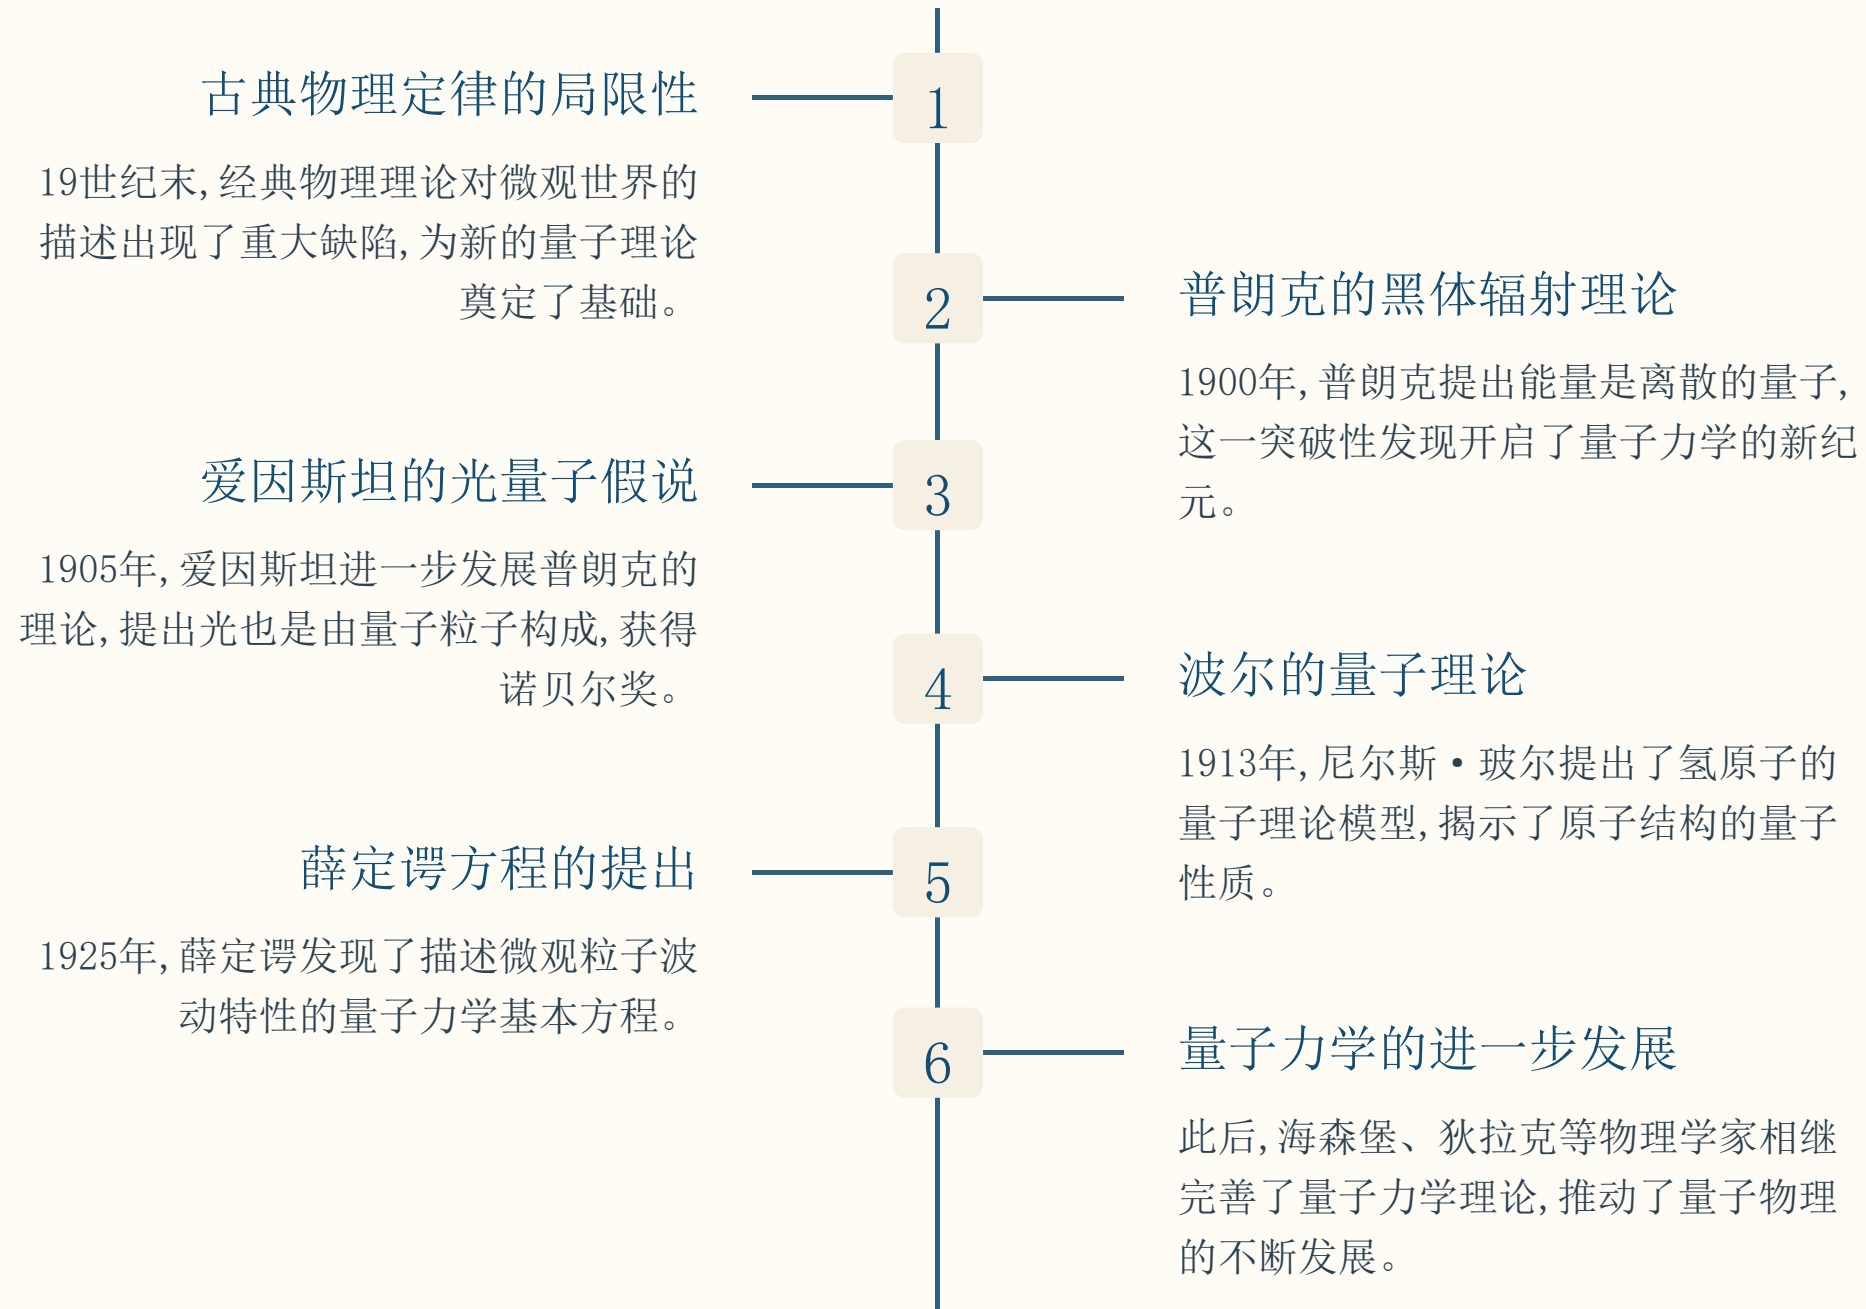 1
古典物理定律的局限性
19世纪末,经典物理理论对微观世界的
描述出现了重大缺陷,为新的量子理论
奠定了基础。
2
普朗克的黑体辐射理论
1900年,普朗克提出能量是离散的量子,
这一突破性发现开启了量子力学的新纪
元。
3
爱因斯坦的光量子假说
1905年,爱因斯坦进一步发展普朗克的
理论,提出光也是由量子粒子构成,获得
诺贝尔奖。
4
波尔的量子理论
1913年,尼尔斯·玻尔提出了氢原子的
量子理论模型,揭示了原子结构的量子
性质。
5
薛定谔方程的提出
1925年,薛定谔发现了描述微观粒子波
动特性的量子力学基本方程。
6
量子力学的进一步发展
此后,海森堡、狄拉克等物理学家相继
完善了量子力学理论,推动了量子物理
的不断发展。